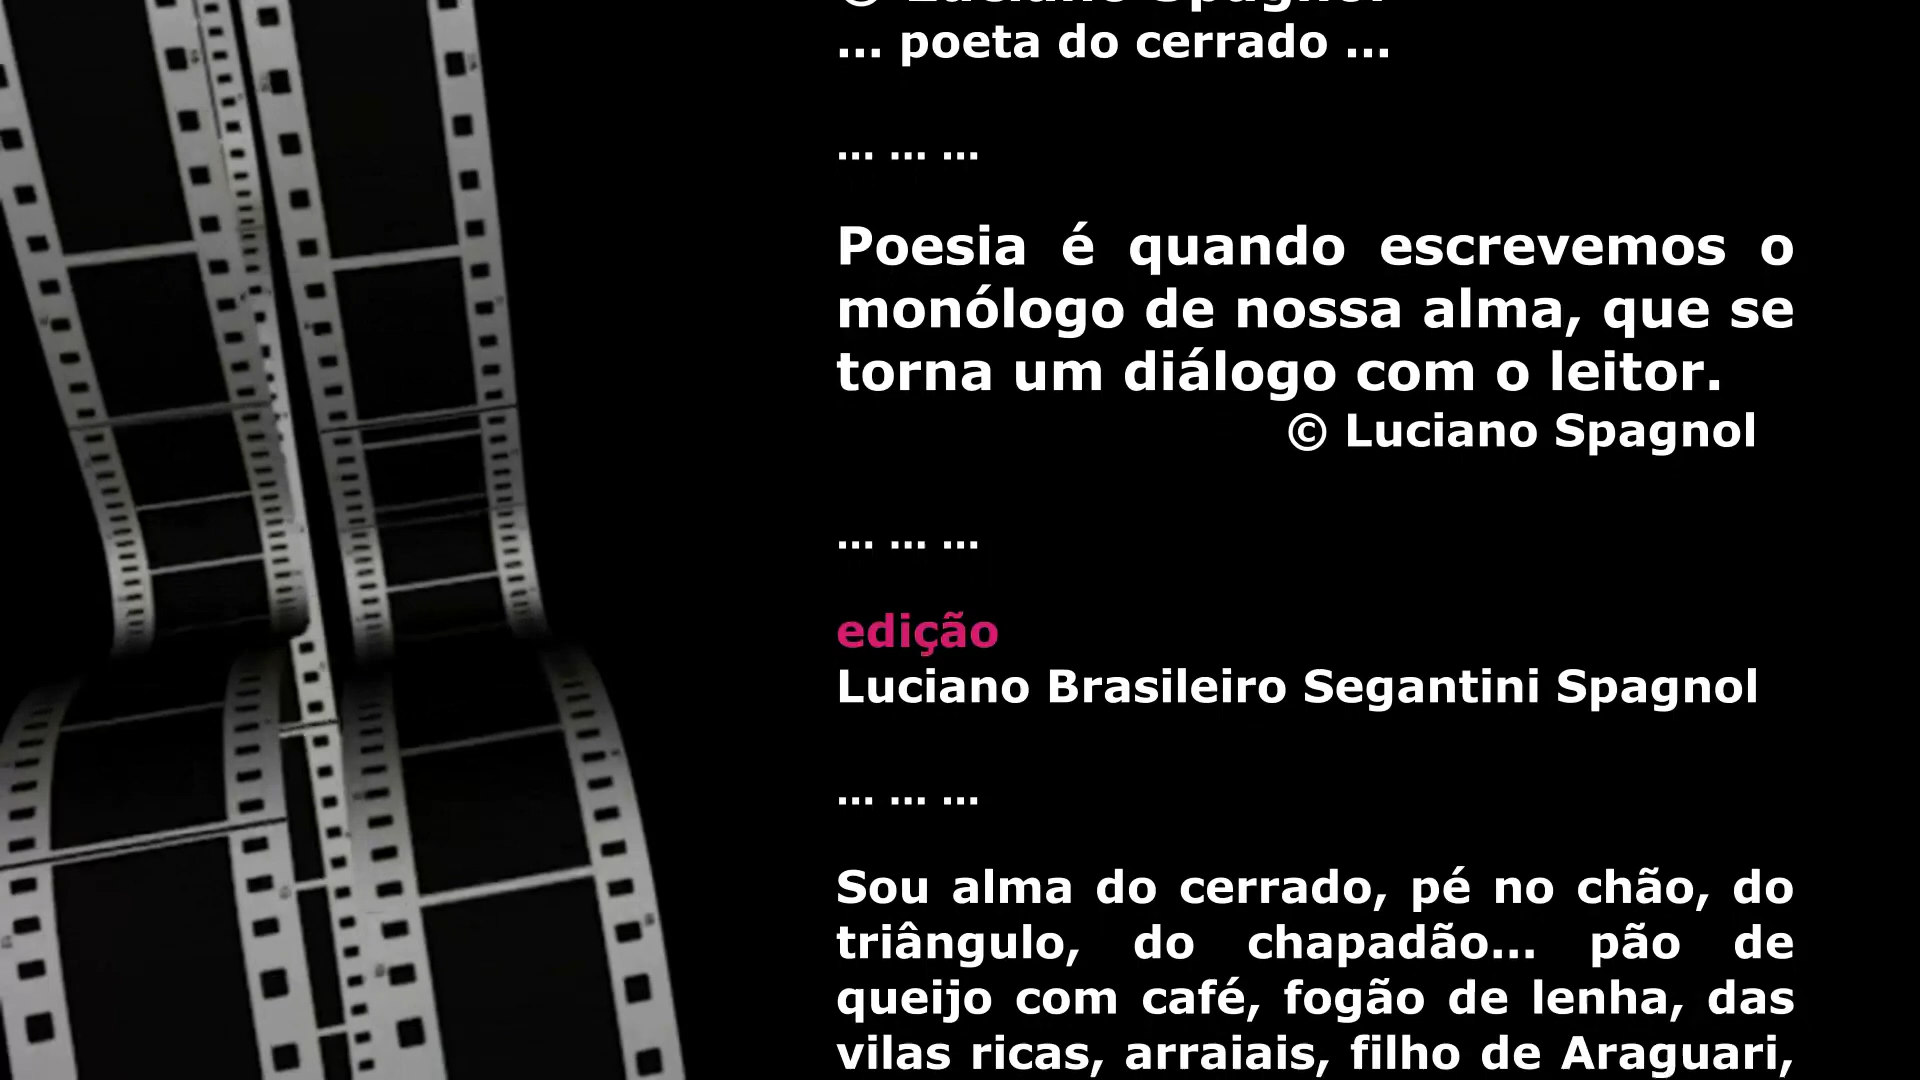 © Luciano Spagnol
... poeta do cerrado ...
... ... ...
Poesia é quando escrevemos o
monólogo de nossa alma, que se
torna um diálogo com o leitor.
© Luciano Spagnol
... ... ...
edição
Luciano Brasileiro Segantini Spagnol
... ... ...
Sou alma do cerrado, pé no chão, do
triângulo, do chapadão... pão de
queijo com café, fogão de lenha, das
vilas ricas, arraiais, filho de Araguari,